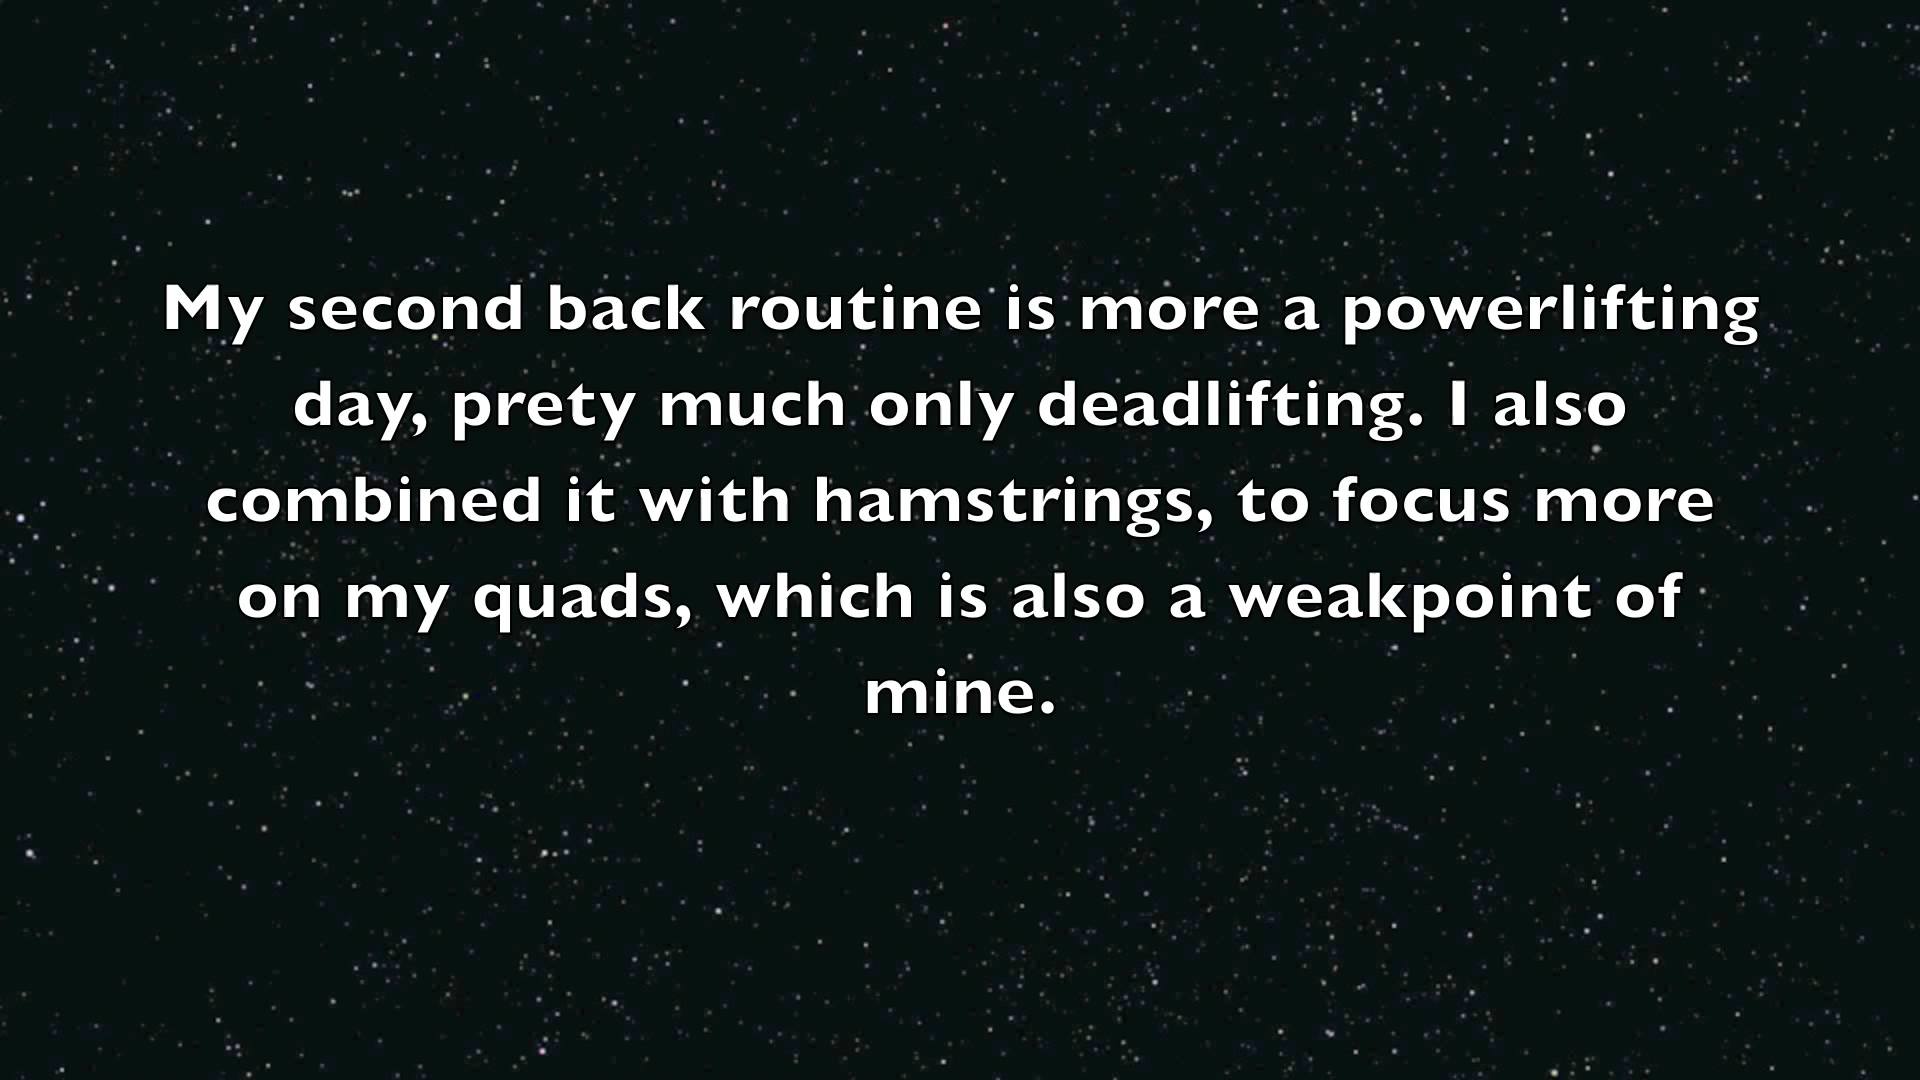 My second back routine is more a powerlifting
day, prety much only deadlifting. I also
combined it with hamstrings, to focus more
on my quads, which is also a weakpoint of
mine.